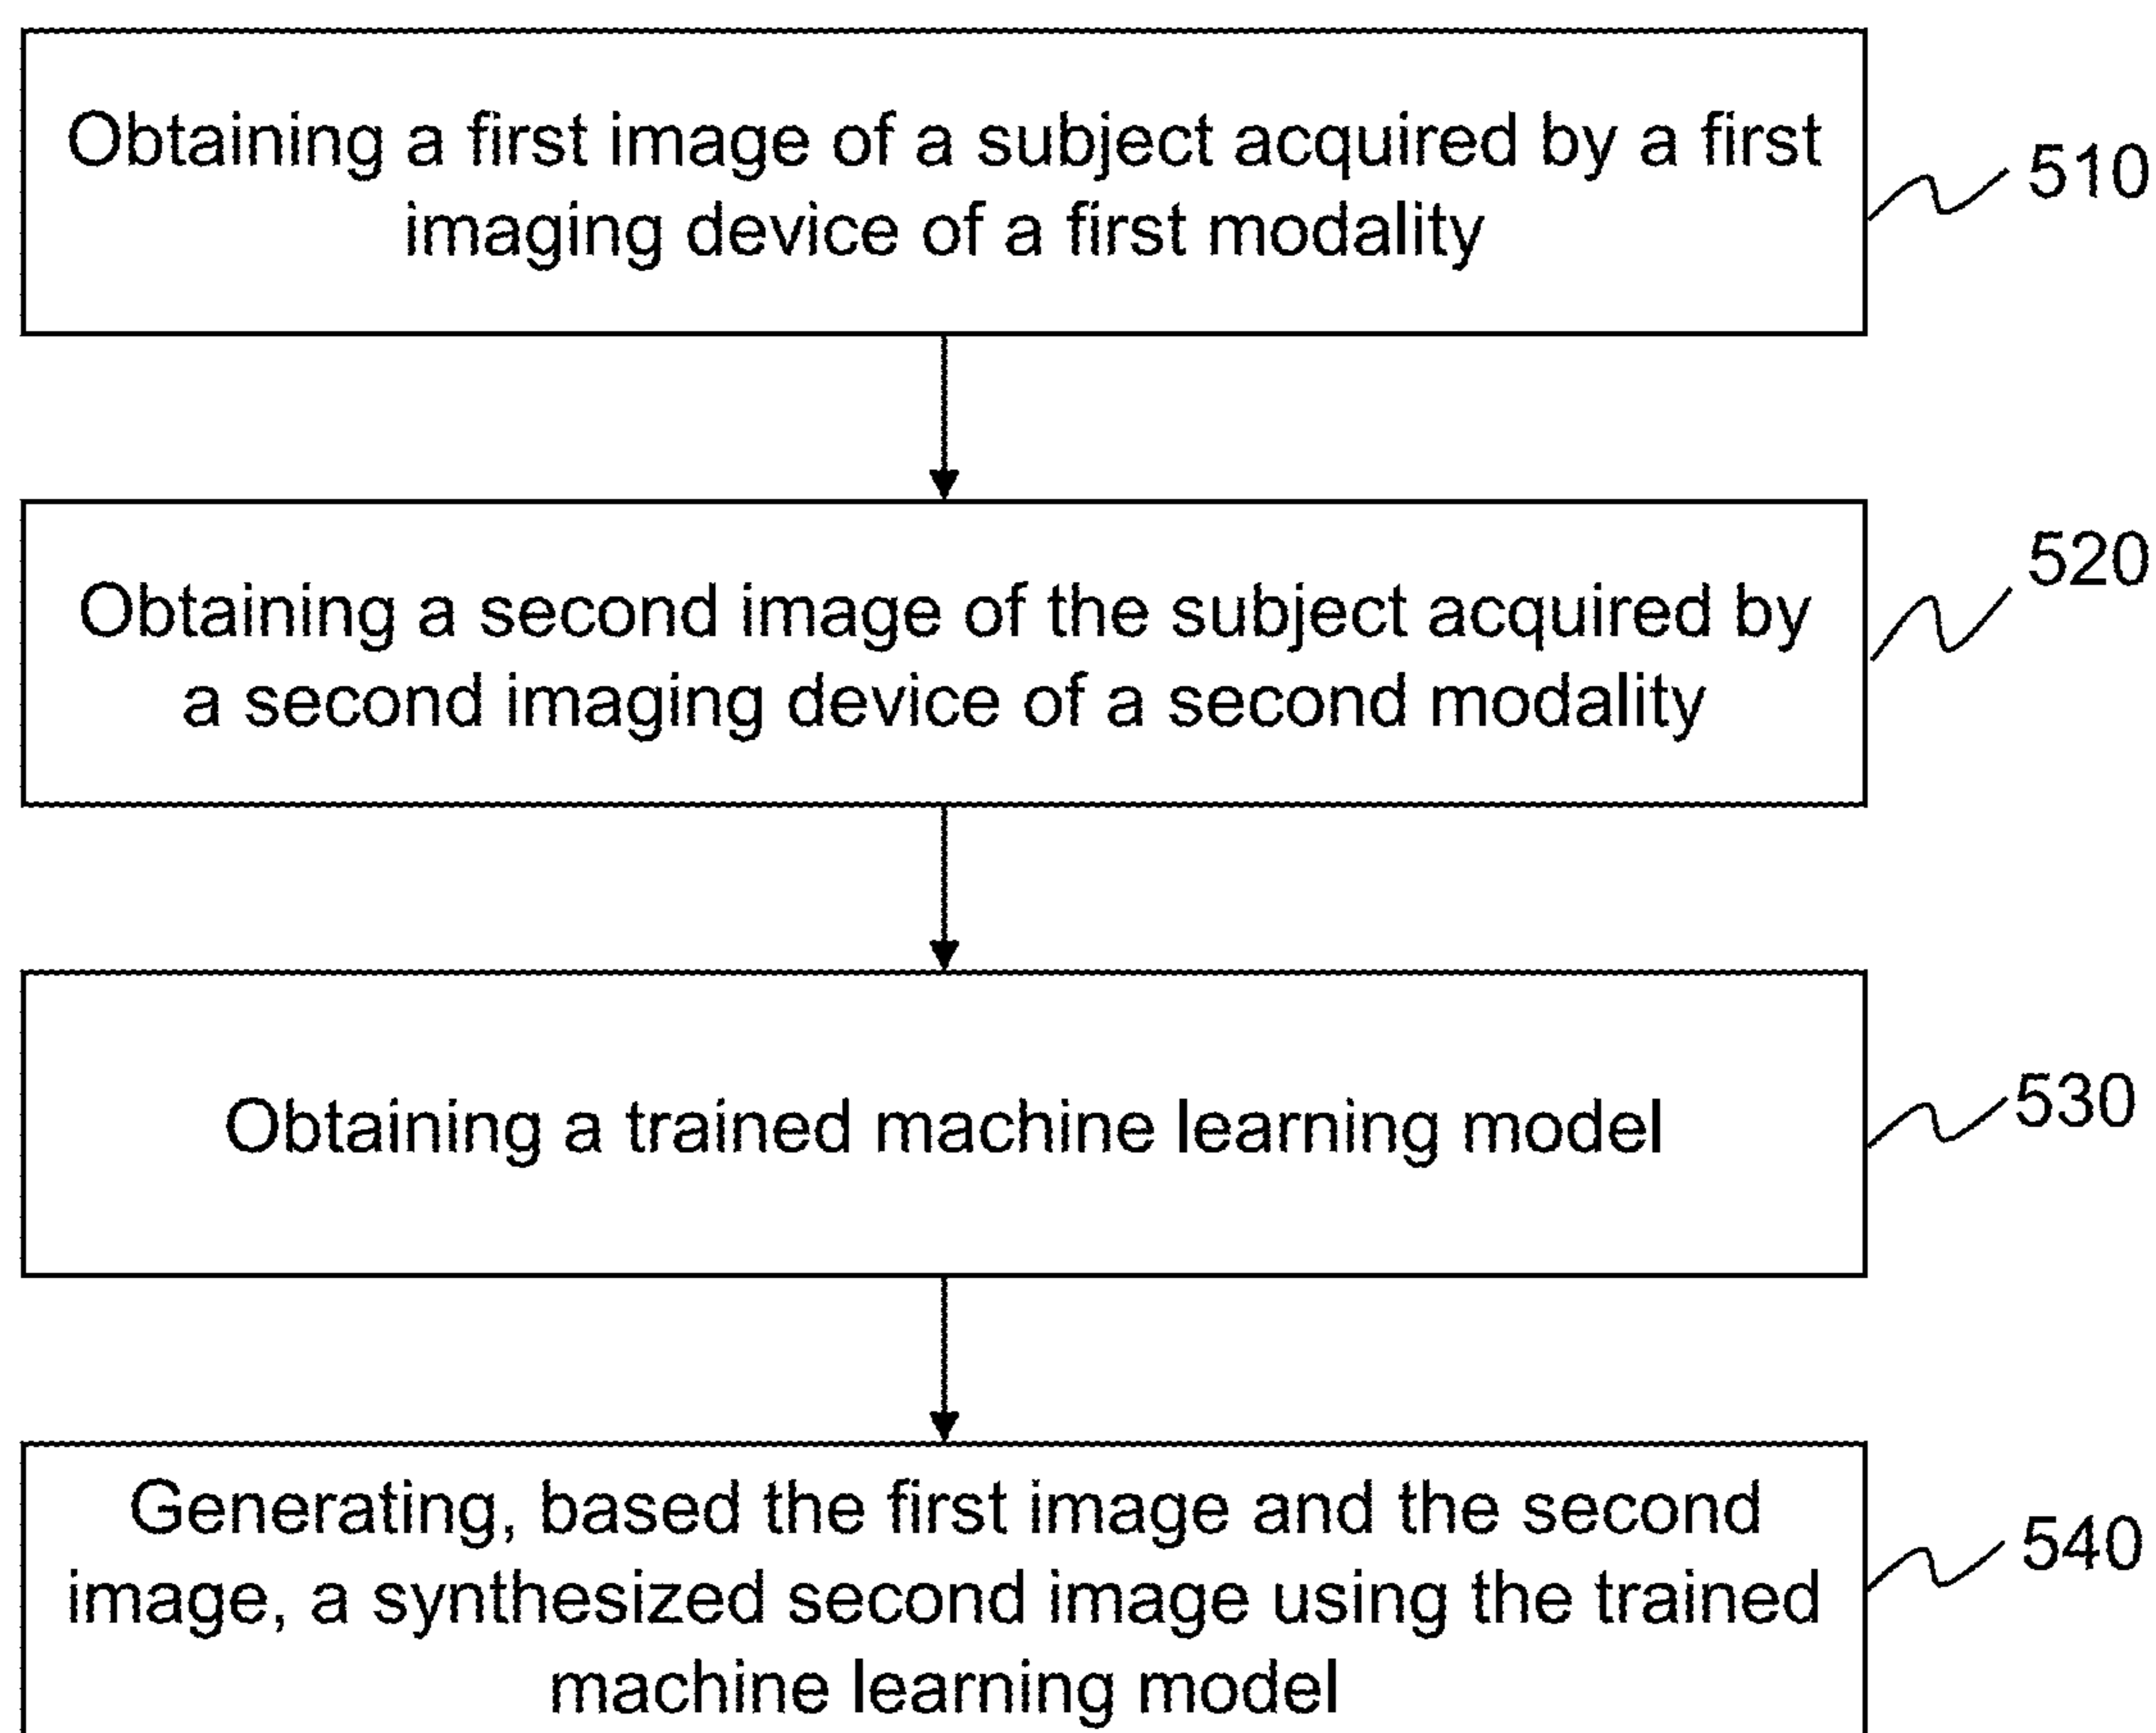 Obtaining a first image of a subject acquired by a first
imaging device of a first modality
510
Obtaining a second image of the subject acquired by
a second imaging device of a second modality
520
Obtaining a trained machine learning model
530
Generating, based the first image and the second
image, a synthesized second image using the trained
machine learning model
540